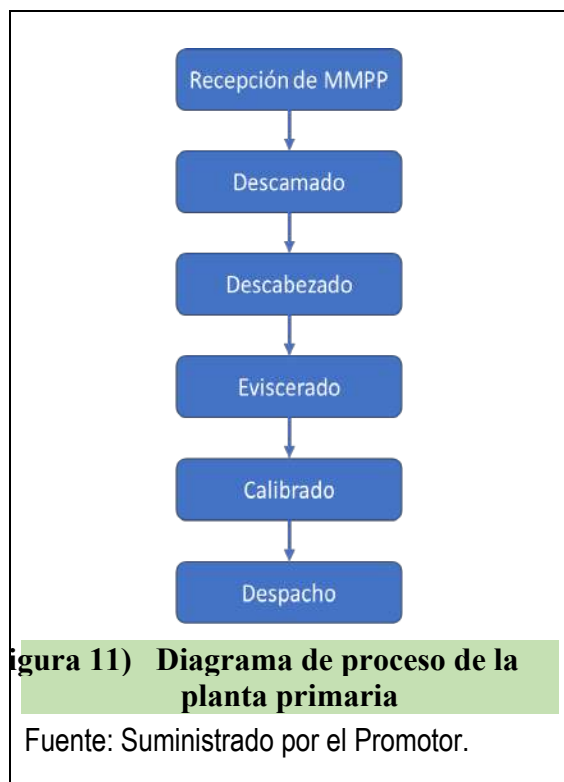 Recepción de MMPP
Descamado
Descabezado
Eviscerado
Calibrado
Despacho
igura 11) Diagrama de proceso de la
planta primaria
Fuente: Suministrado por el Promotor.